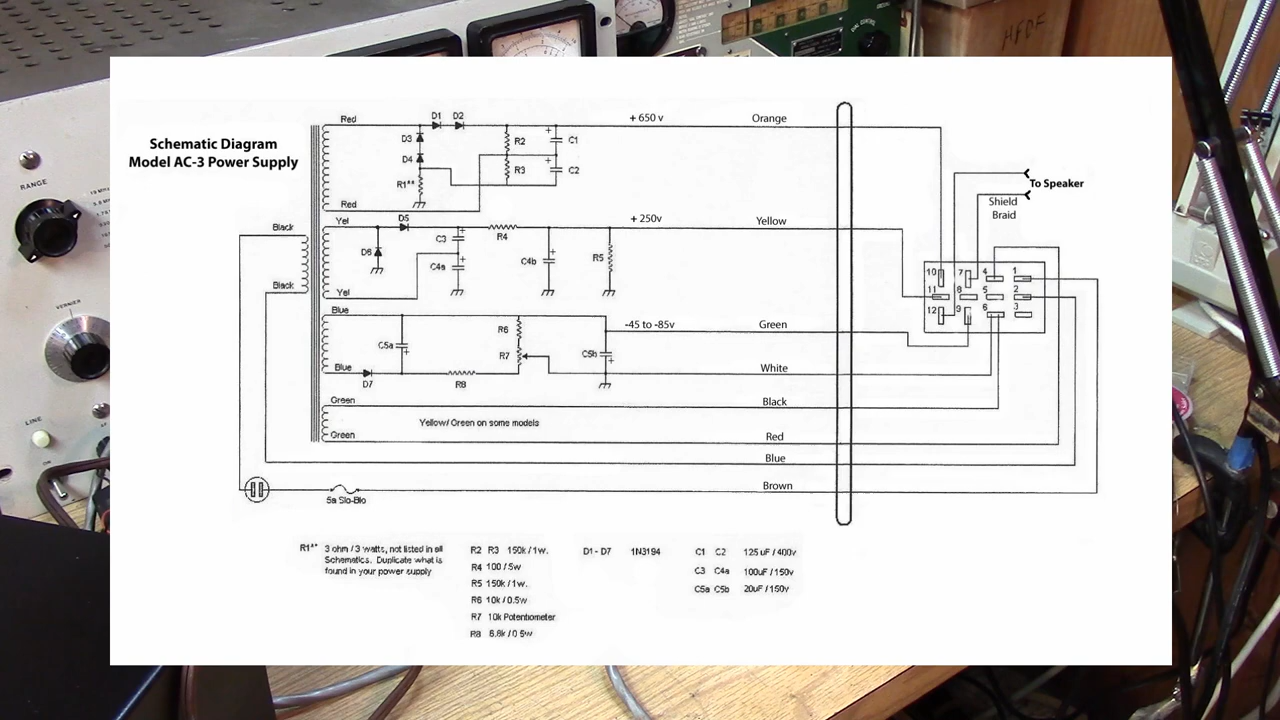 HFDF
RANGE
VERNIER
LINE
DIAL CONTROL
Schematic Diagram
Model AC-3 Power Supply
Red
D1 D2
D3
D4
R1**
R2
R3
C1
C2
+ 650 v
Orange
Red
Yel
D5
D6
C3
C4a
R4
C4b
R5
+ 250v
Yellow
Yel
Black
Black
Blue
C5a
R6
R7
C5b
-45 to -85v
Green
Blue
D7
R8
White
Green
Black
Yellow/ Green on some models
Green
Red
Blue
5a Slo-Blo
Brown
To Speaker
Shield
Braid
10 7 4 1
11 8 5 2
12 9 6 3
R1** 3 ohm / 3 watts, not listed in all
Schematics. Duplicate what is
found in your power supply
R2 R3 150k / 1w.
R4 100 / 5w
R5 150k / 1w.
R6 10k / 0.5w
R7 10k Potentiometer
R8 6.8k / 0.5w
D1 - D7 1N3194
C1 C2 125 uF / 400v
C3 C4a 100uF / 150v
C5a C5b 20uF / 150v